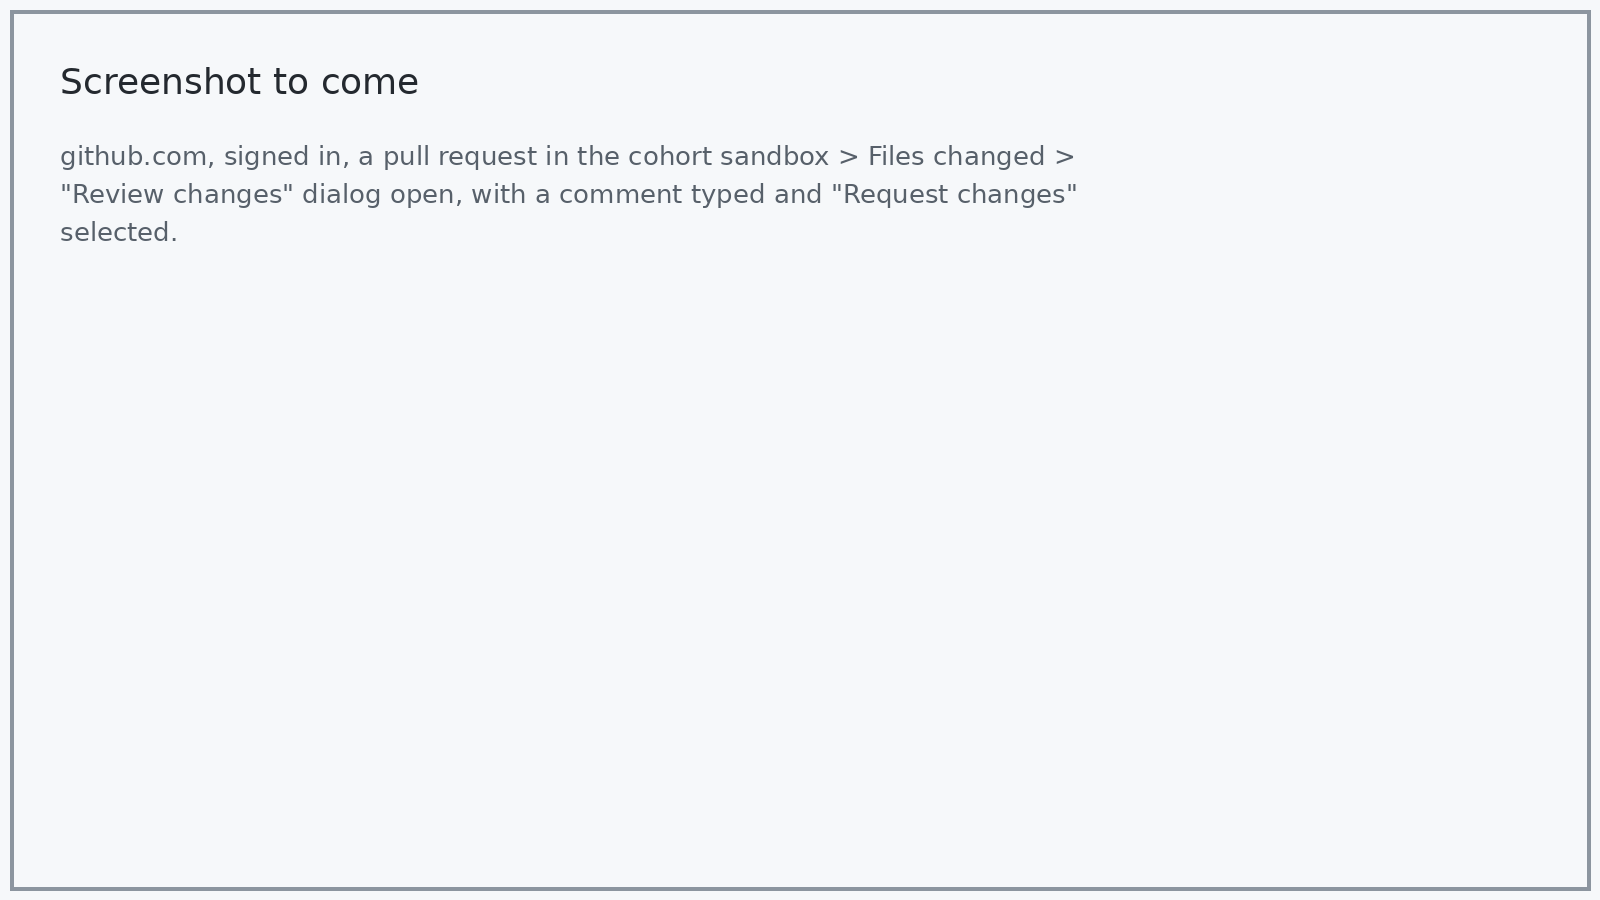 Screenshot to come
github.com, signed in, a pull request in the cohort sandbox > Files changed >
"Review changes" dialog open, with a comment typed and "Request changes"
selected.